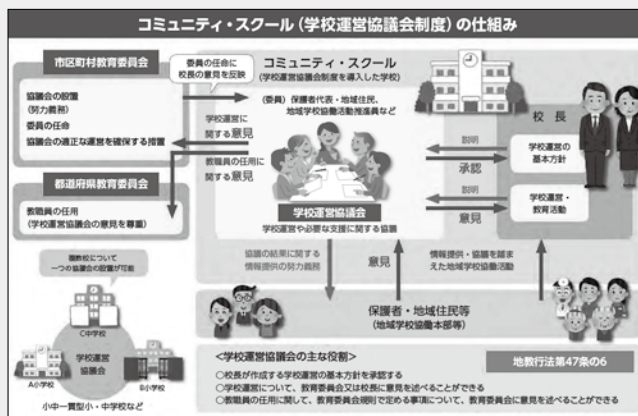 コミュニティ・スクール(学校運営協議会制度)の仕組み
市区町村教育委員会
協議会の設置
(努力義務)
委員の任命
協議会の適正な運営を確保する措置
委員の任命に
校長の意見を反映
学校運営に
関する意見
教職員の任用
に関する意見
都道府県教育委員会
教職員の任用
(学校運営協議会の意見を尊重)
コミュニティ・スクール
(学校運営協議会制度を導入した学校)
(委員) 保護者代表・地域住民、
地域学校協働活動推進員など
学校運営協議会
学校運営や必要な支援に関する協議
校長
説明
承認
学校運営の
基本方針
説明
意見
学校運営・
教育活動
協議の結果に関する
情報提供の努力義務
意見
情報提供・協議を踏ま
えた地域学校協働活動
保護者・地域住民等
(地域学校協働本部等)
複数校について
一つの協議会の設置が可能
C中学校
学校運営
協議会
A小学校
B小学校
小中一貫型小・中学校など
<学校運営協議会の主な役割>
地教行法第47条の6
○校長が作成する学校運営の基本方針を承認する
○学校運営について、教育委員会又は校長に意見を述べることができる
○教職員の任用に関して、教育委員会規則で定める事項について、教育委員会に意見を述べることができる